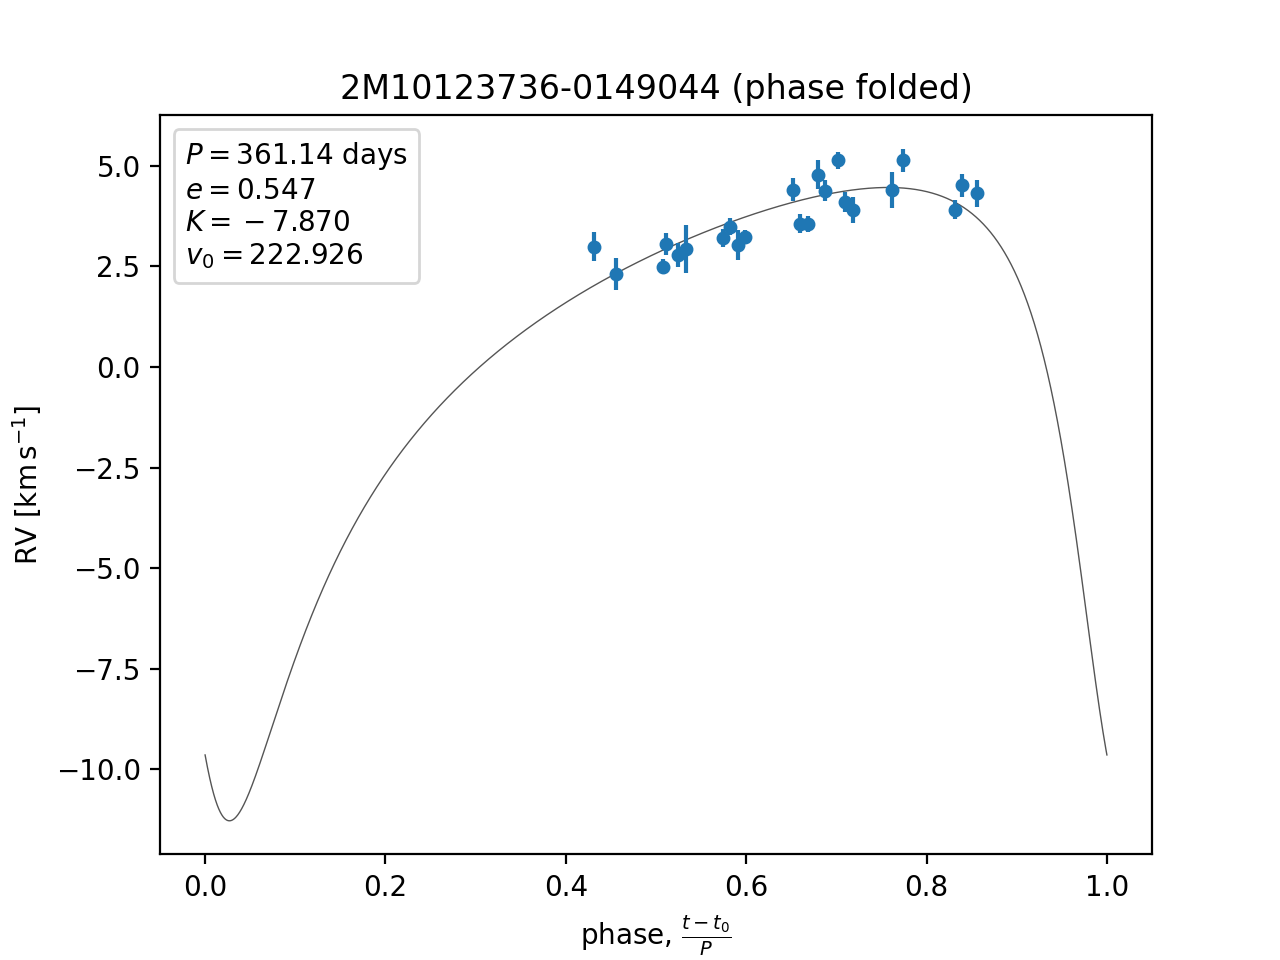 2M10123736-0149044 (phase folded)
P = 361.14 days
e = 0.547
K = −7.870
v₀ = 222.926
RV [km s⁻¹]
5.0
2.5
0.0
−2.5
−5.0
−7.5
−10.0
0.0 0.2 0.4 0.6 0.8 1.0
phase, (t − t₀)/P